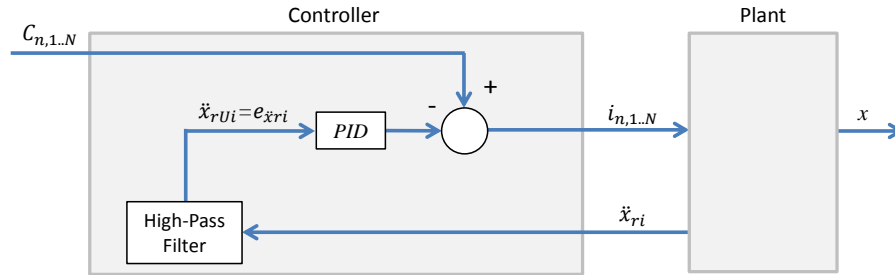 Controller
Plant
C_{n,1..N}
+
-
ẍ_{rUi}=e_{ẍri}
PID
i_{n,1..N}
x
ẍ_{ri}
High-Pass
Filter